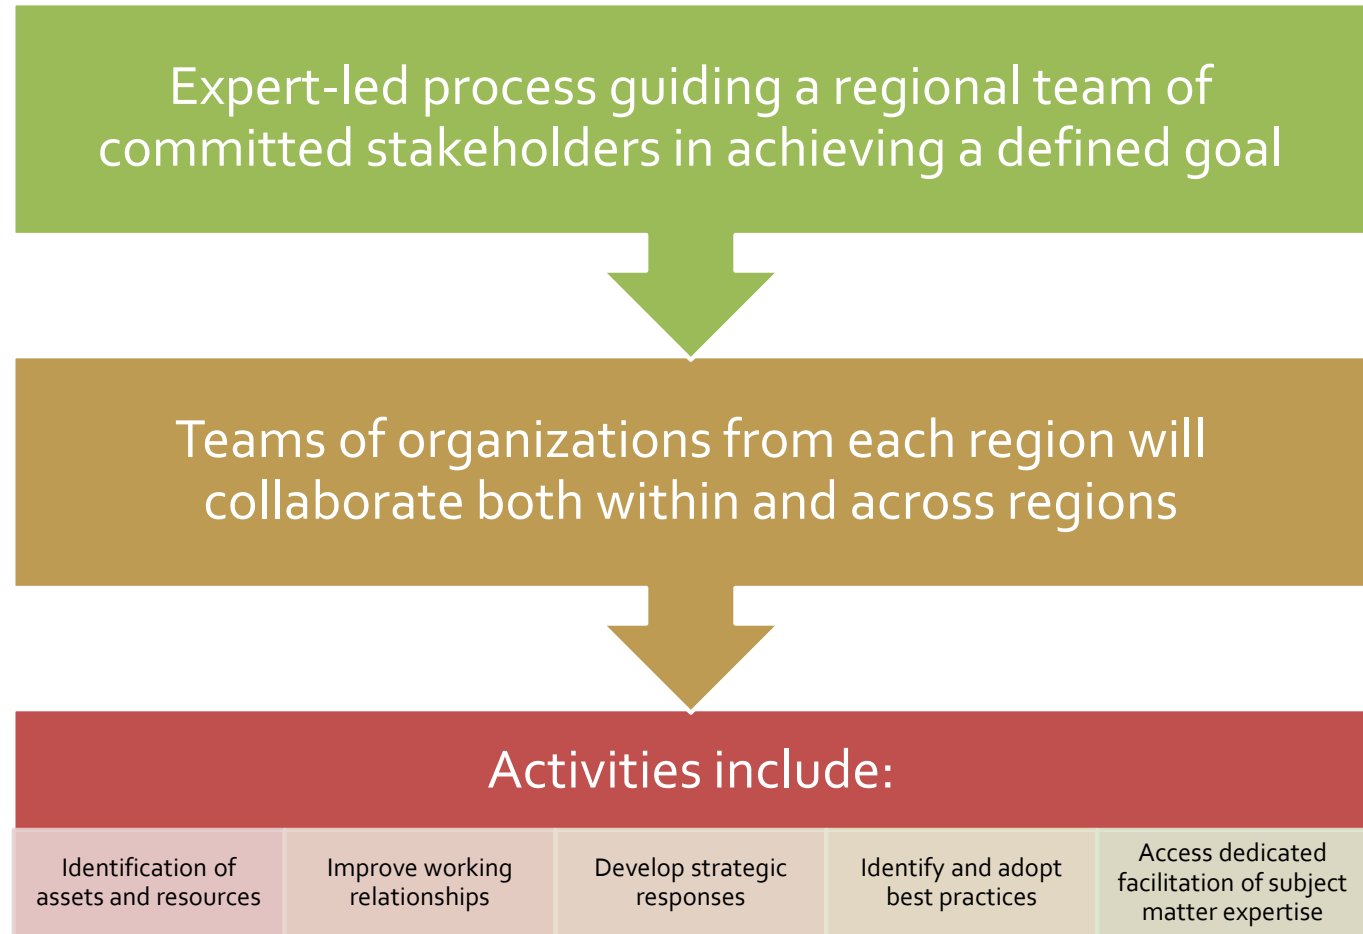 Expert-led process guiding a regional team of
committed stakeholders in achieving a defined goal
Teams of organizations from each region will
collaborate both within and across regions
Activities include:
Identification of
assets and resources
Improve working
relationships
Develop strategic
responses
Identify and adopt
best practices
Access dedicated
facilitation of subject
matter expertise